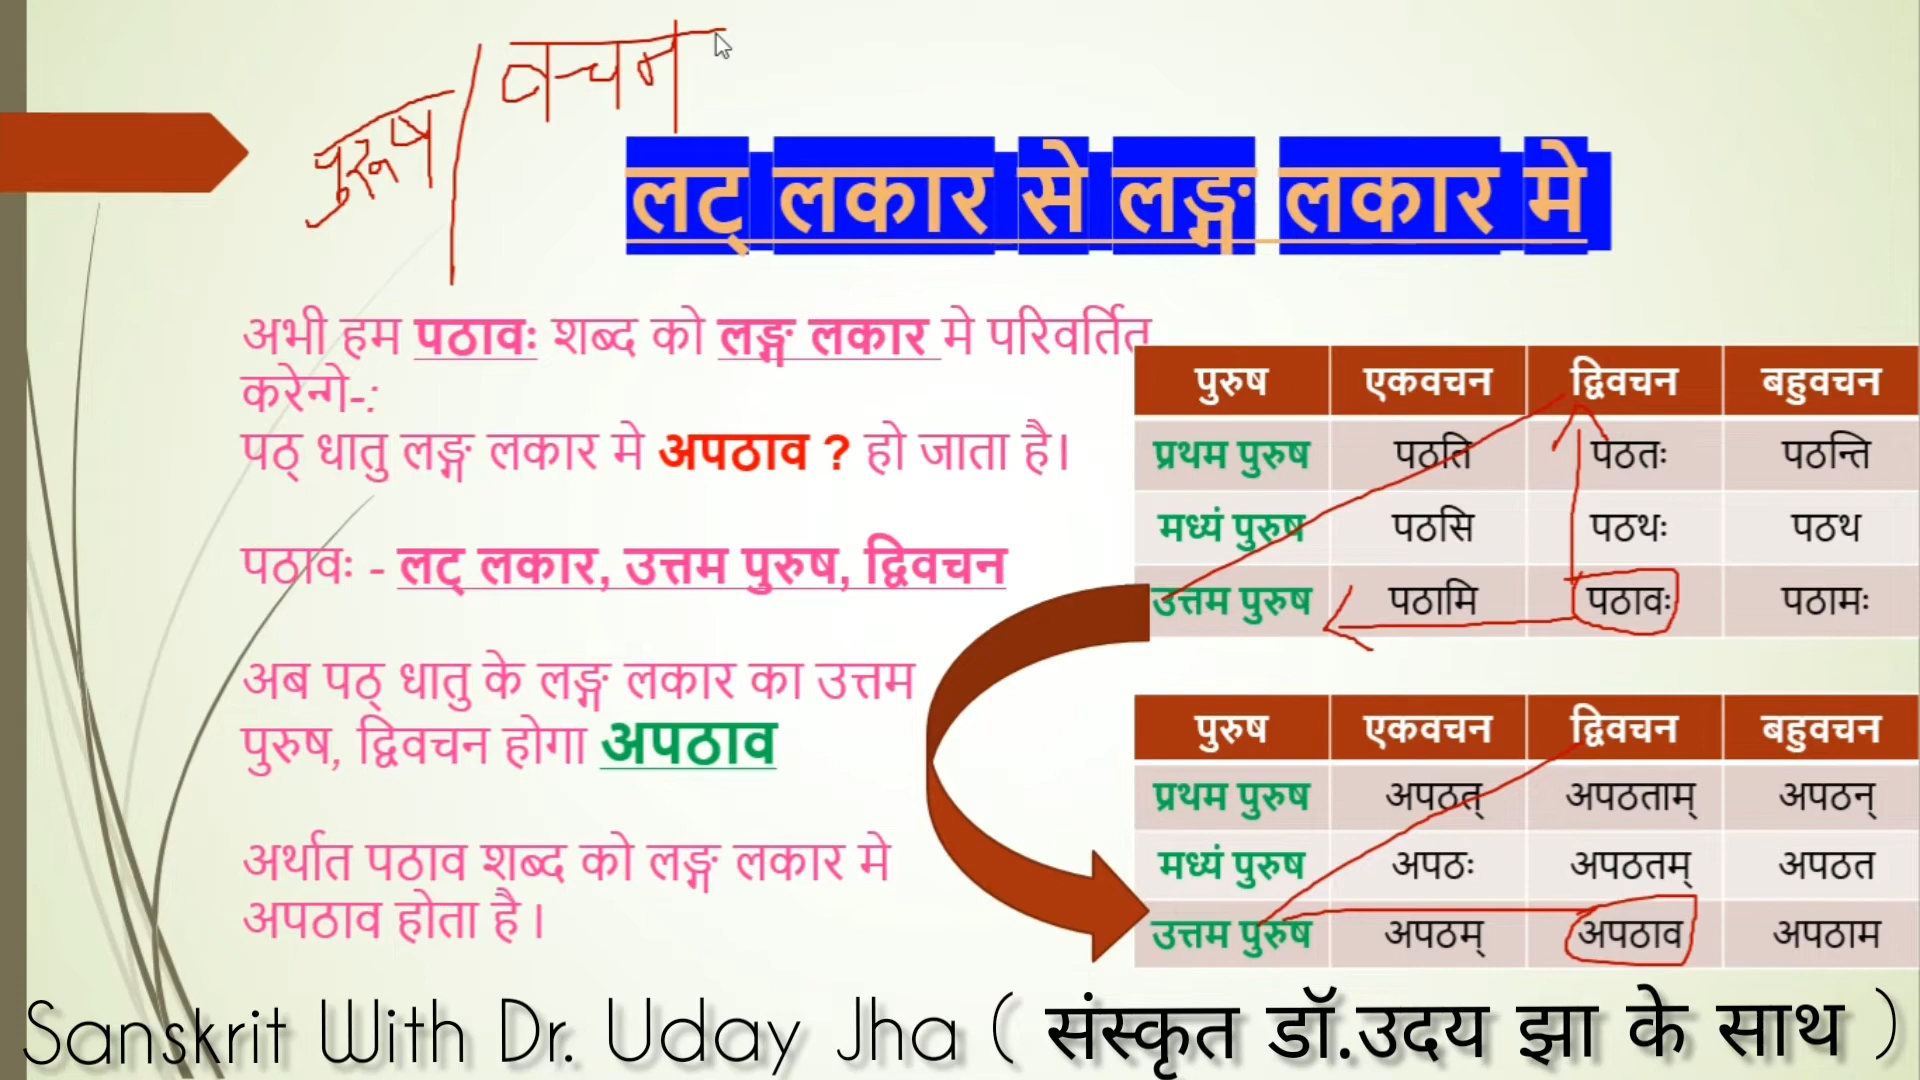 पुरुष / वचन
लट् लकार से लङ्ग लकार मे
अभी हम पठावः शब्द को लङ्ग लकार मे परिवर्तित
करेन्गे-:
पठ् धातु लङ्ग लकार मे अपठाव ? हो जाता है।
पठावः - लट् लकार, उत्तम पुरुष, द्विवचन
अब पठ् धातु के लङ्ग लकार का उत्तम
पुरुष, द्विवचन होगा अपठाव
अर्थात पठाव शब्द को लङ्ग लकार मे
अपठाव होता है।
पुरुष एकवचन द्विवचन बहुवचन
प्रथम पुरुष पठति पठतः पठन्ति
मध्यं पुरुष पठसि पठथः पठथ
उत्तम पुरुष पठामि पठावः पठामः
पुरुष एकवचन द्विवचन बहुवचन
प्रथम पुरुष अपठत् अपठताम् अपठन्
मध्यं पुरुष अपठः अपठतम् अपठत
उत्तम पुरुष अपठम् अपठाव अपठाम
Sanskrit With Dr. Uday Jha ( संस्कृत डॉ.उदय झा के साथ )